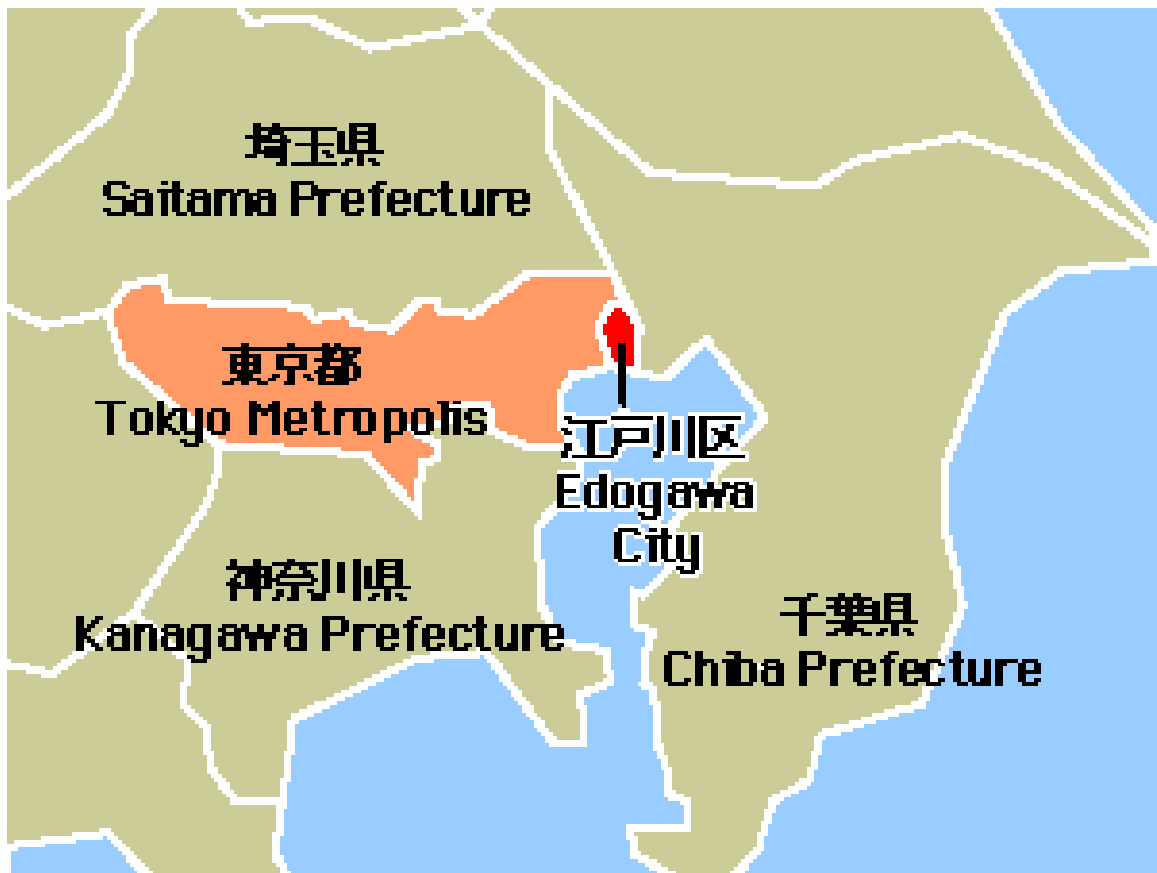 埼玉県
Saitama Prefecture
東京都
Tokyo Metropolis
江戸川区
Edogawa
City
神奈川県
Kanagawa Prefecture
千葉県
Chiba Prefecture